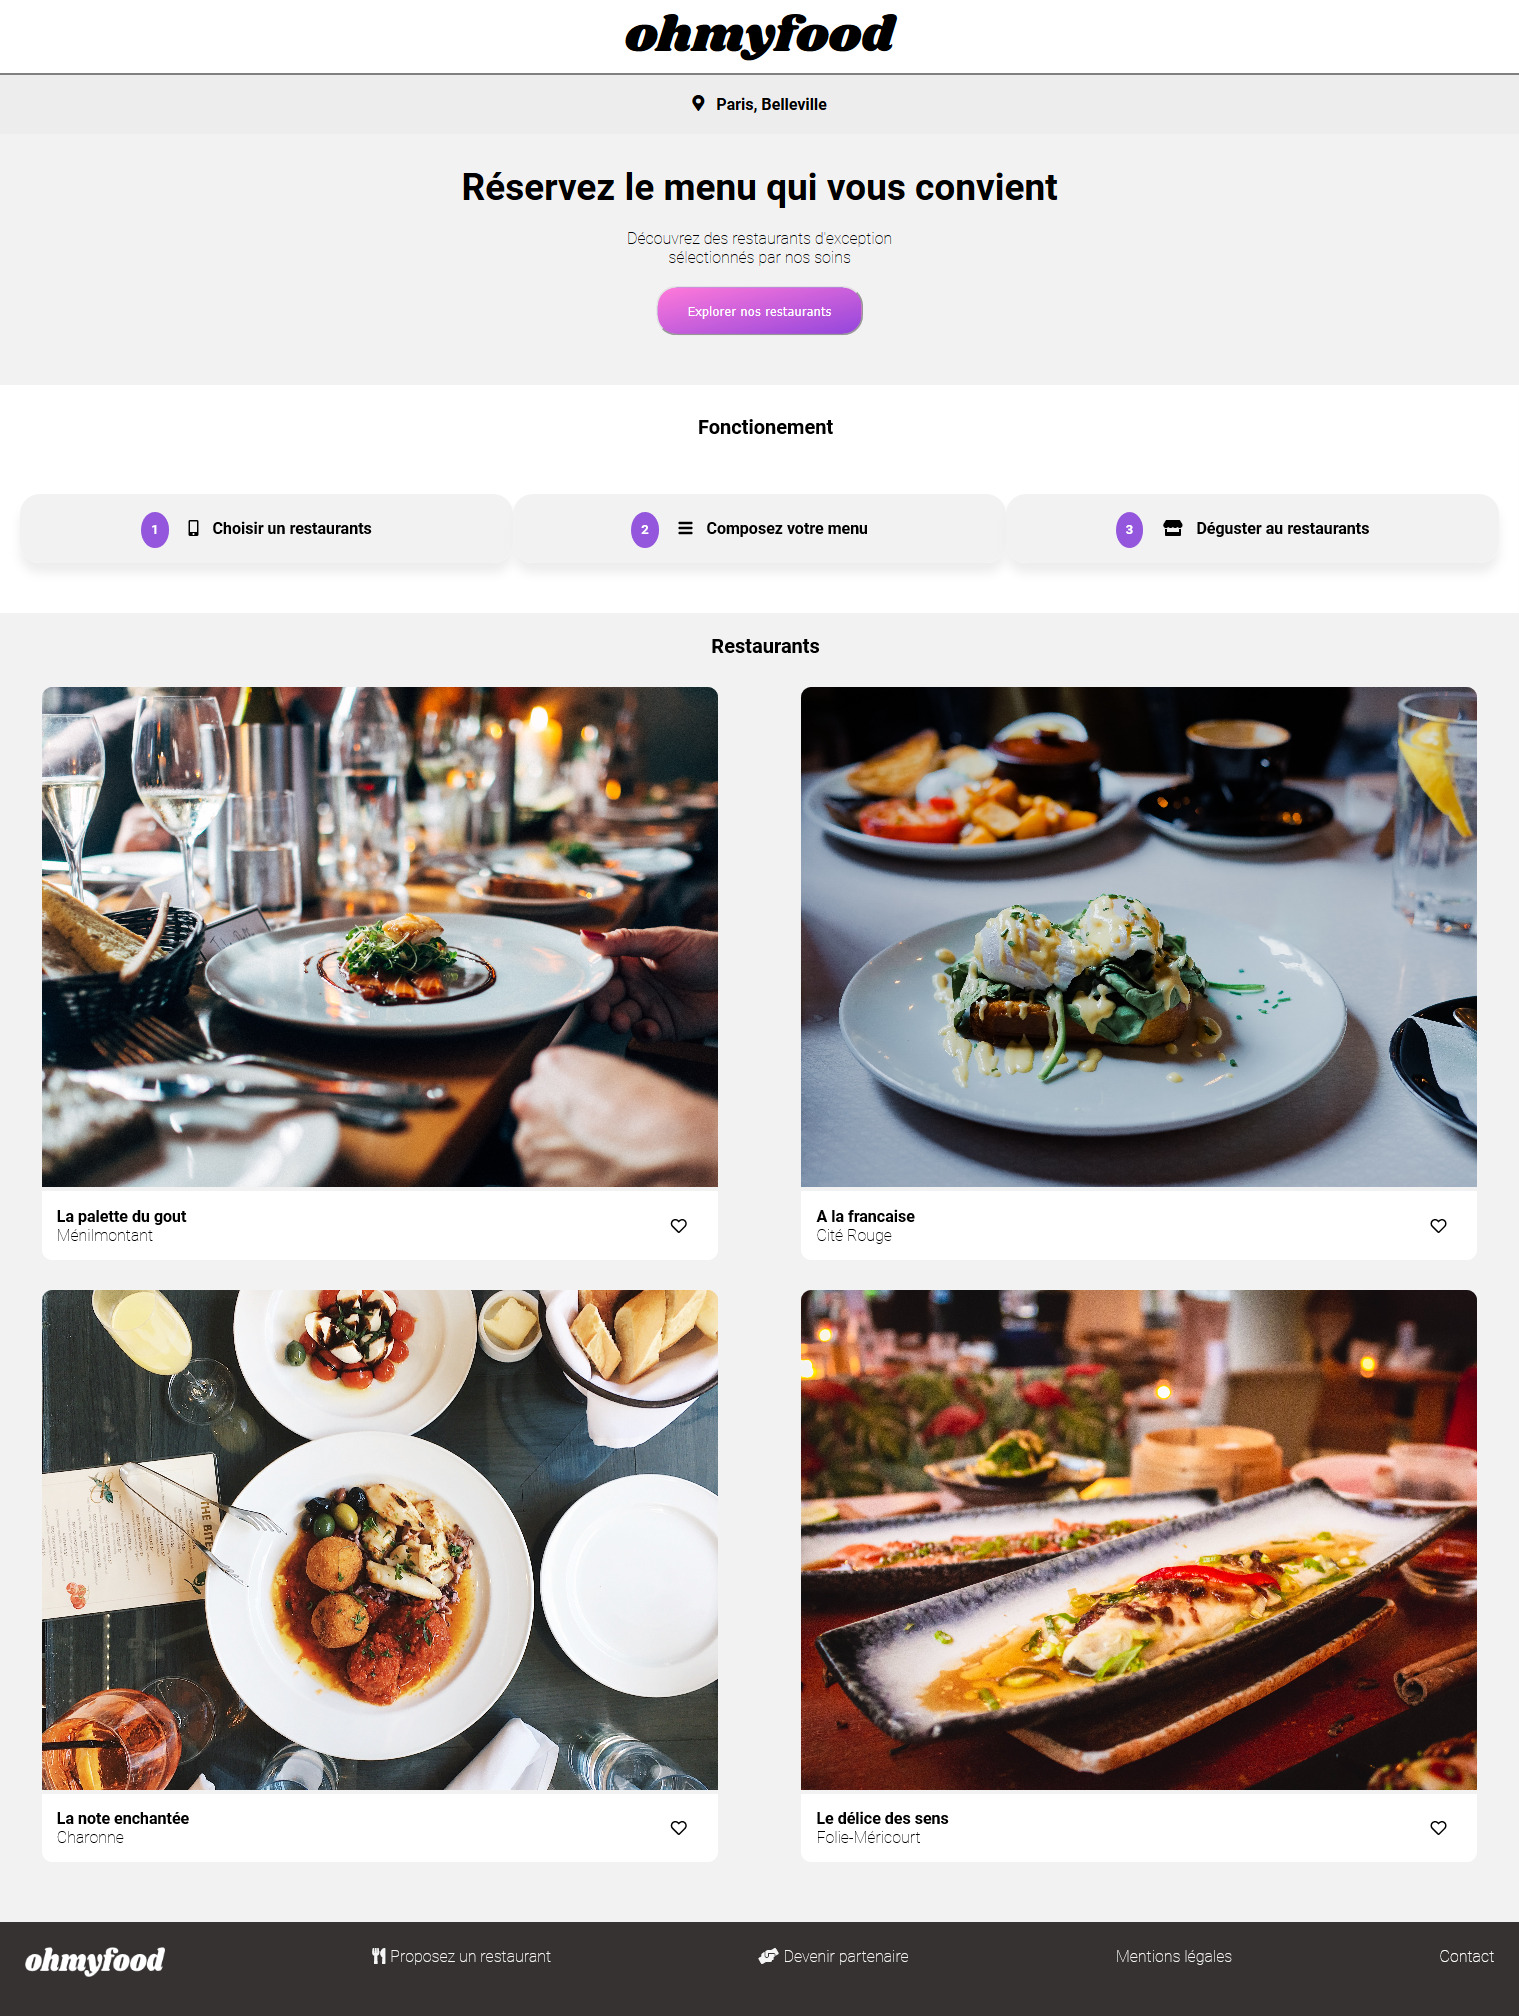 ohmyfood
Paris, Belleville
Réservez le menu qui vous convient
Découvrez des restaurants d'exception
sélectionnés par nos soins
Explorer nos restaurants
Fonctionement
1 Choisir un restaurants
2 Composez votre menu
3 Déguster au restaurants
Restaurants
La palette du gout
Ménilmontant
A la francaise
Cité Rouge
THE
La note enchantée
Charonne
Le délice des sens
Folie-Méricourt
ohmyfood
Proposez un restaurant
Devenir partenaire
Mentions légales
Contact